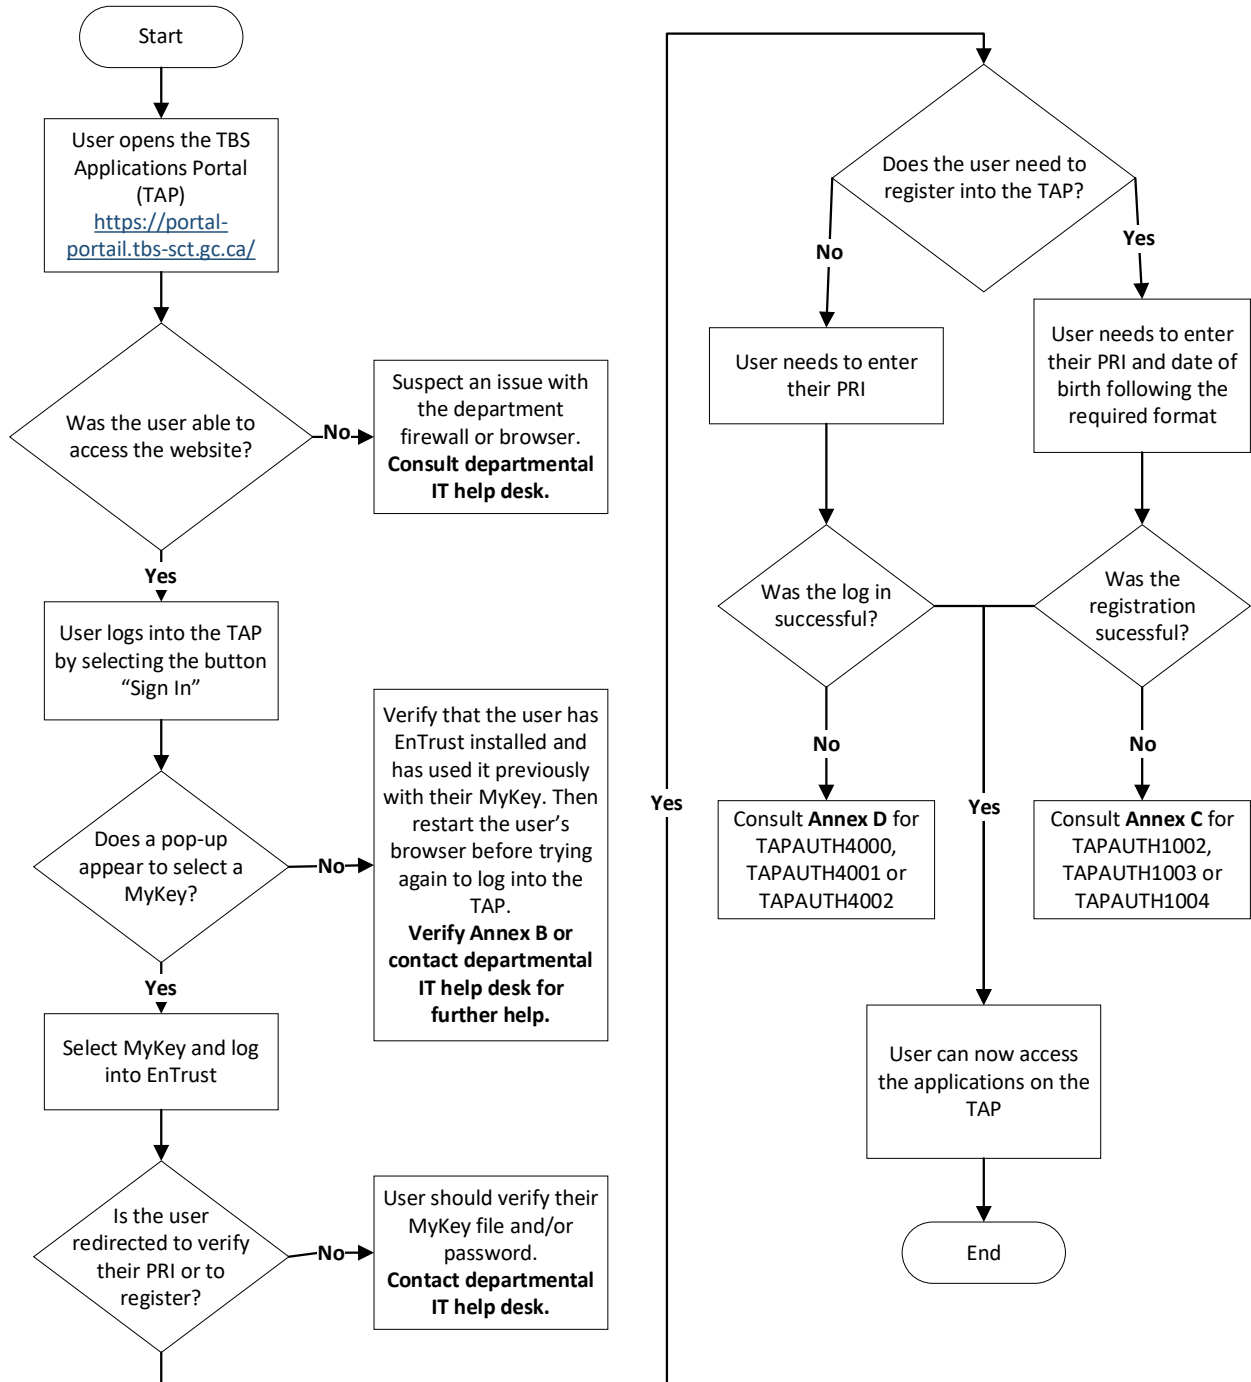 Start
User opens the TBS
Applications Portal
(TAP)
https://portal-
portail.tbs-sct.gc.ca/
Was the user able to
access the website?
No
Suspect an issue with
the department
firewall or browser.
Consult departmental
IT help desk.
Yes
User logs into the TAP
by selecting the button
“Sign In”
Does a pop-up
appear to select a
MyKey?
No
Verify that the user has
EnTrust installed and
has used it previously
with their MyKey. Then
restart the user’s
browser before trying
again to log into the
TAP.
Verify Annex B or
contact departmental
IT help desk for
further help.
Yes
Select MyKey and log
into EnTrust
Is the user
redirected to verify
their PRI or to
register?
No
User should verify their
MyKey file and/or
password.
Contact departmental
IT help desk.
Yes
Does the user need to
register into the TAP?
No
Yes
User needs to enter
their PRI
User needs to enter
their PRI and date of
birth following the
required format
Was the log in
successful?
Was the
registration
sucessful?
No
Yes
No
Consult Annex D for
TAPAUTH4000,
TAPAUTH4001 or
TAPAUTH4002
Consult Annex C for
TAPAUTH1002,
TAPAUTH1003 or
TAPAUTH1004
User can now access
the applications on the
TAP
End